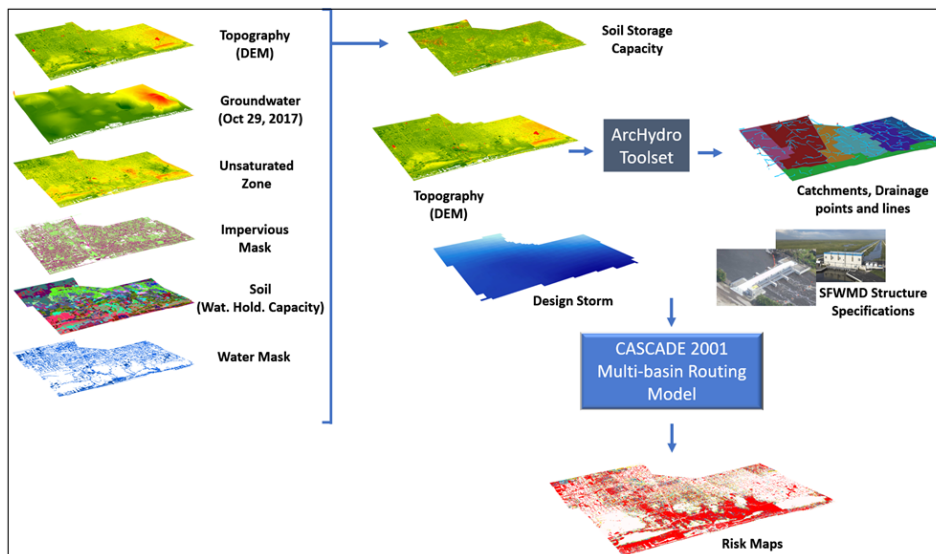 Topography
(DEM)
Groundwater
(Oct 29, 2017)
Unsaturated
Zone
Impervious
Mask
Soil
(Wat. Hold. Capacity)
Water Mask
Soil Storage
Capacity
Topography
(DEM)
ArcHydro
Toolset
Catchments, Drainage
points and lines
Design Storm
SFWMD Structure
Specifications
CASCADE 2001
Multi-basin Routing
Model
Risk Maps